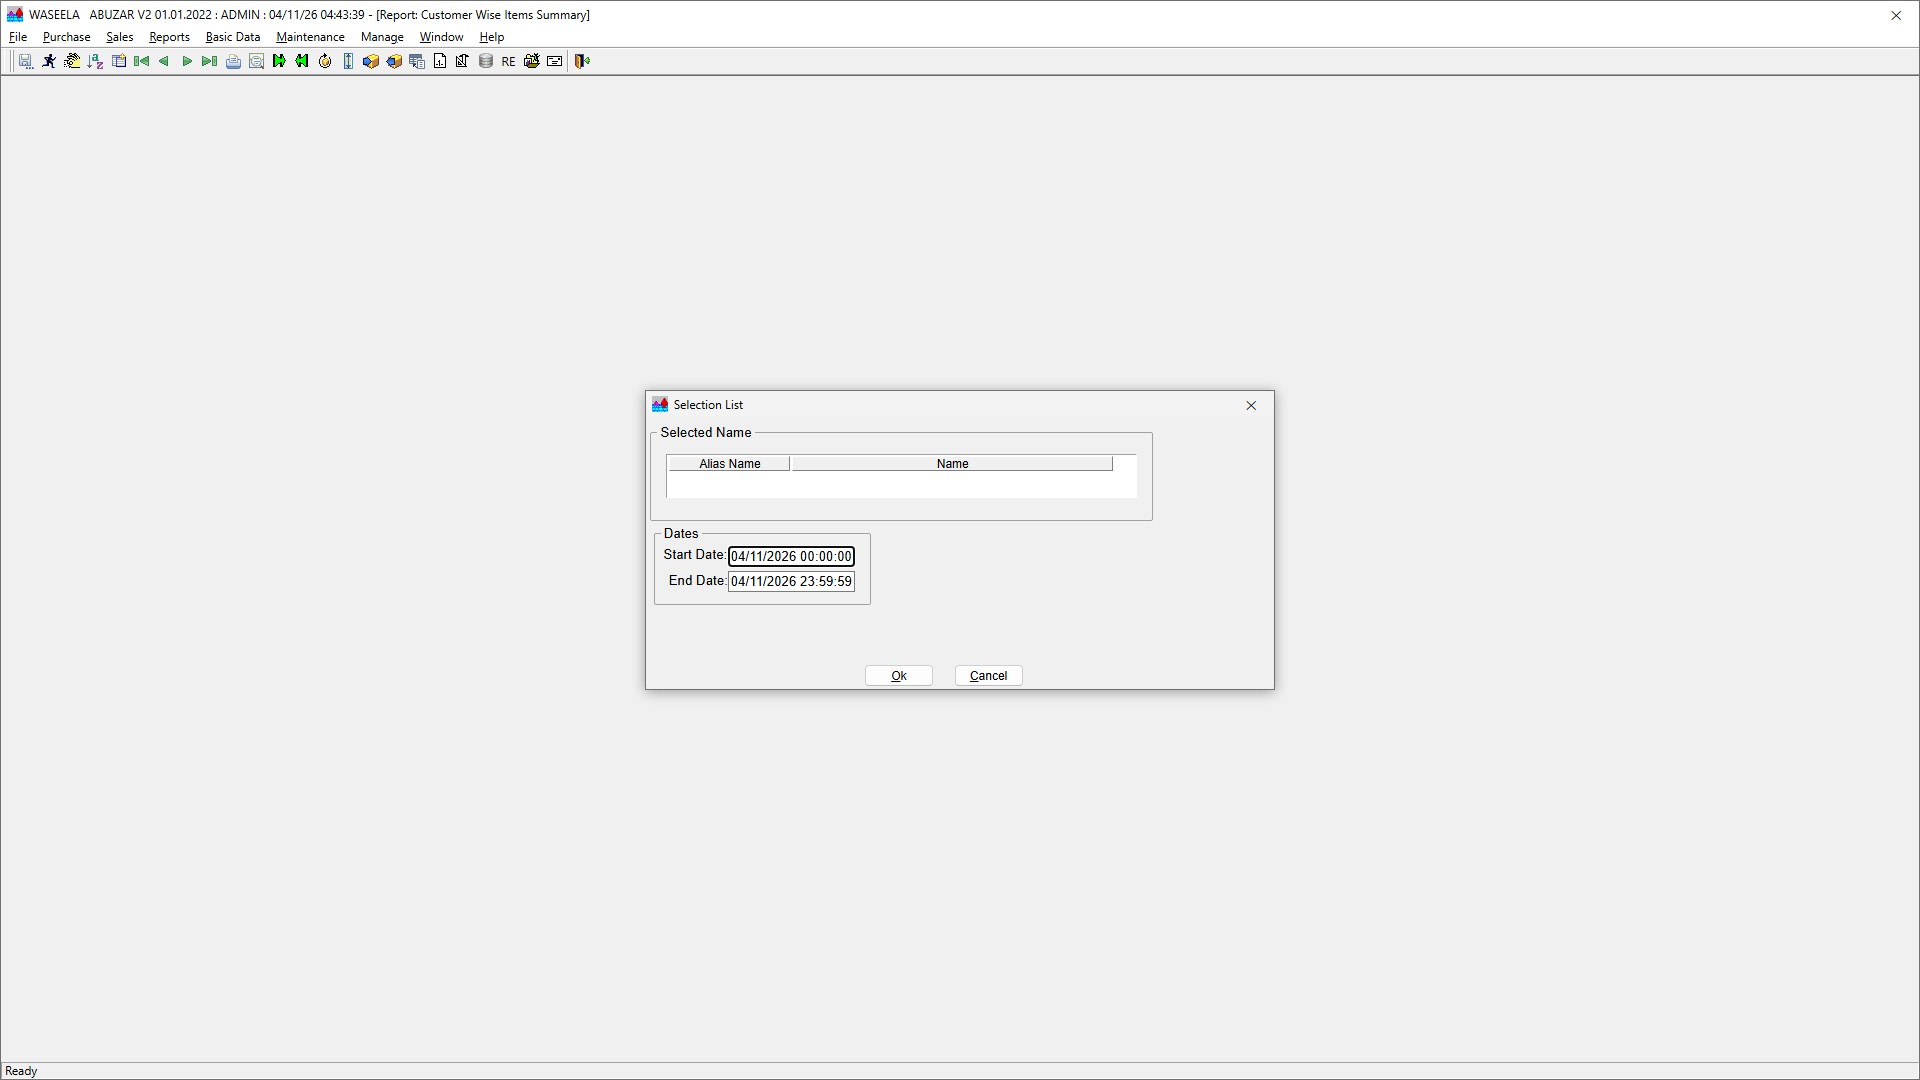 WASEELA   ABUZAR V2 01.01.2022 : ADMIN : 04/11/26 04:43:39 - [Report: Customer Wise Items Summary]
File Purchase Sales Reports Basic Data Maintenance Manage Window Help
RE
Selection List
Selected Name
Alias Name Name
Dates
Start Date: 04/11/2026 00:00:00
End Date: 04/11/2026 23:59:59
Ok Cancel
Ready